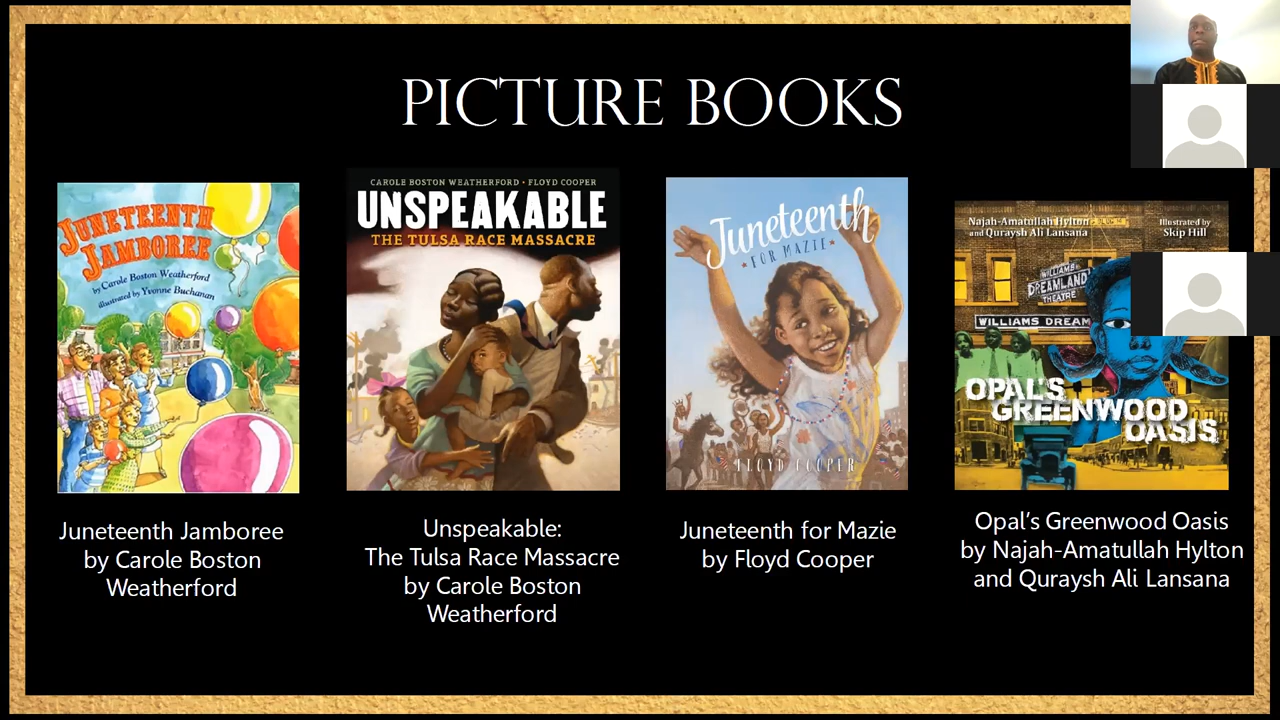 PICTURE BOOKS
JUNETEENTH
JAMBOREE
by Carole Boston Weatherford
illustrated by Yvonne Buchanan
CAROLE BOSTON WEATHERFORD • FLOYD COOPER
UNSPEAKABLE
THE TULSA RACE MASSACRE
Juneteenth
FOR MAZIE
FLOYD COOPER
Najah-Amatullah Hylton
and Quraysh Ali Lansana
Illustrated by
Skip Hill
WILLIAMS
DREAMLAND
THEATRE
WILLIAMS DREAM
OPAL'S
GREENWOOD
OASIS
Juneteenth Jamboree
by Carole Boston
Weatherford
Unspeakable:
The Tulsa Race Massacre
by Carole Boston
Weatherford
Juneteenth for Mazie
by Floyd Cooper
Opal's Greenwood Oasis
by Najah-Amatullah Hylton
and Quraysh Ali Lansana